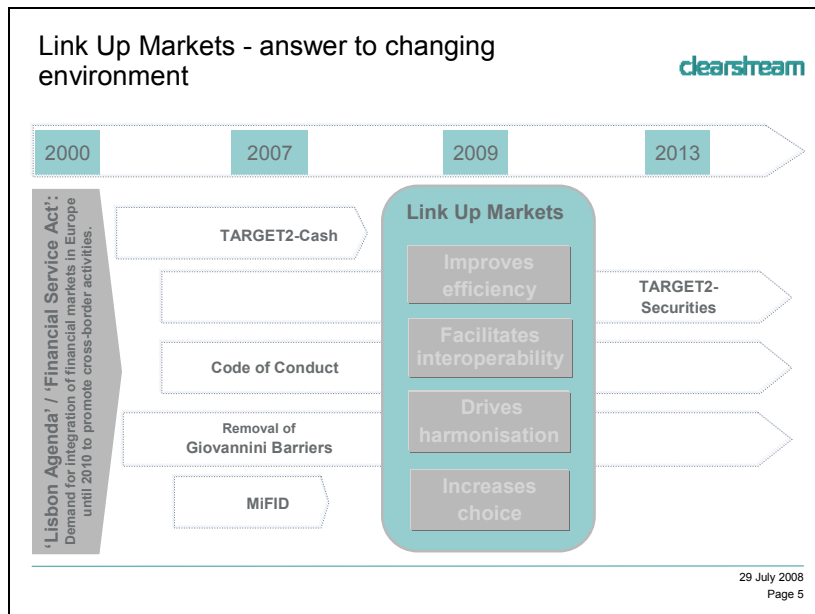 Link Up Markets - answer to changing
environment
clearstream
2000
2007
2009
2013
'Lisbon Agenda' / 'Financial Service Act':
Demand for integration of financial markets in Europe
until 2010 to promote cross-border activities.
TARGET2-Cash
Link Up Markets
Improves
efficiency
TARGET2-
Securities
Facilitates
interoperability
Code of Conduct
Drives
harmonisation
Removal of
Giovannini Barriers
Increases
choice
MiFID
29 July 2008
Page 5